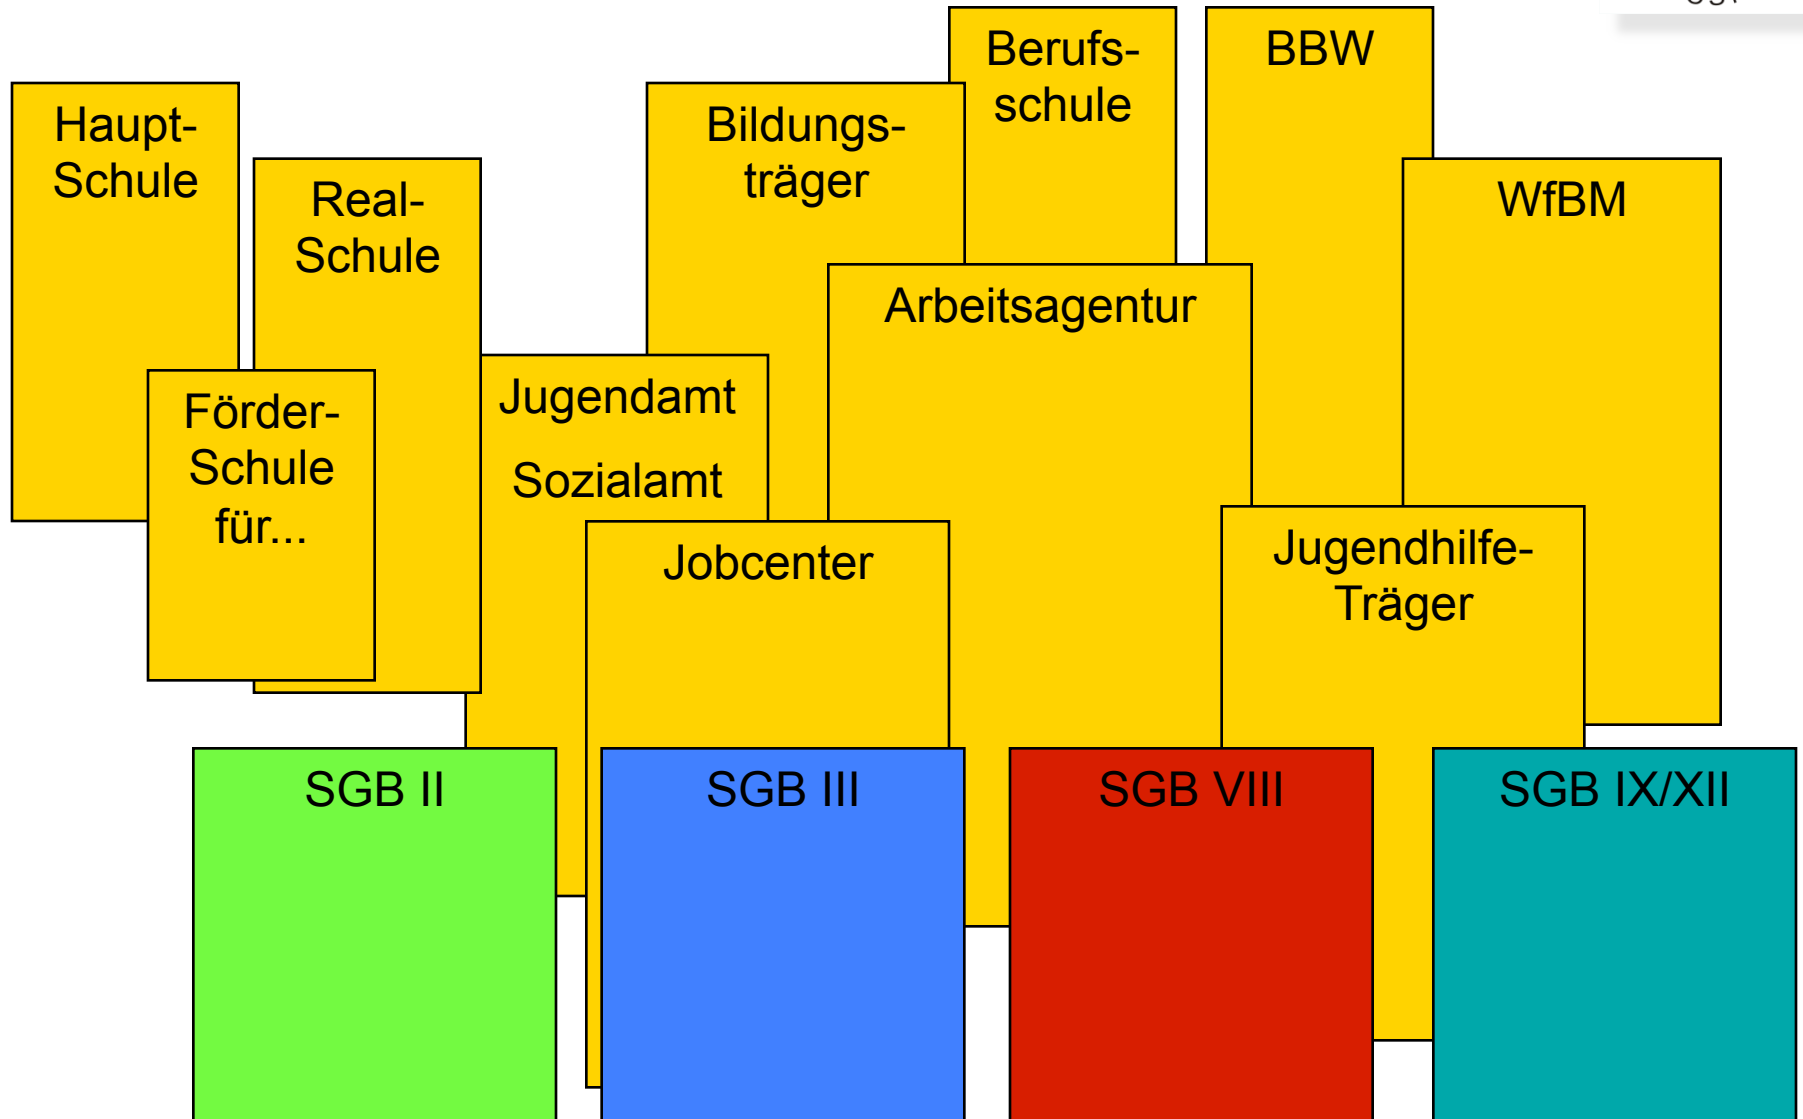 Berufs-
schule
BBW
Haupt-
Schule
Bildungs-
träger
Real-
Schule
WfBM
Arbeitsagentur
Förder-
Schule
für...
Jugendamt
Sozialamt
Jobcenter
Jugendhilfe-
Träger
SGB II
SGB III
SGB VIII
SGB IX/XII